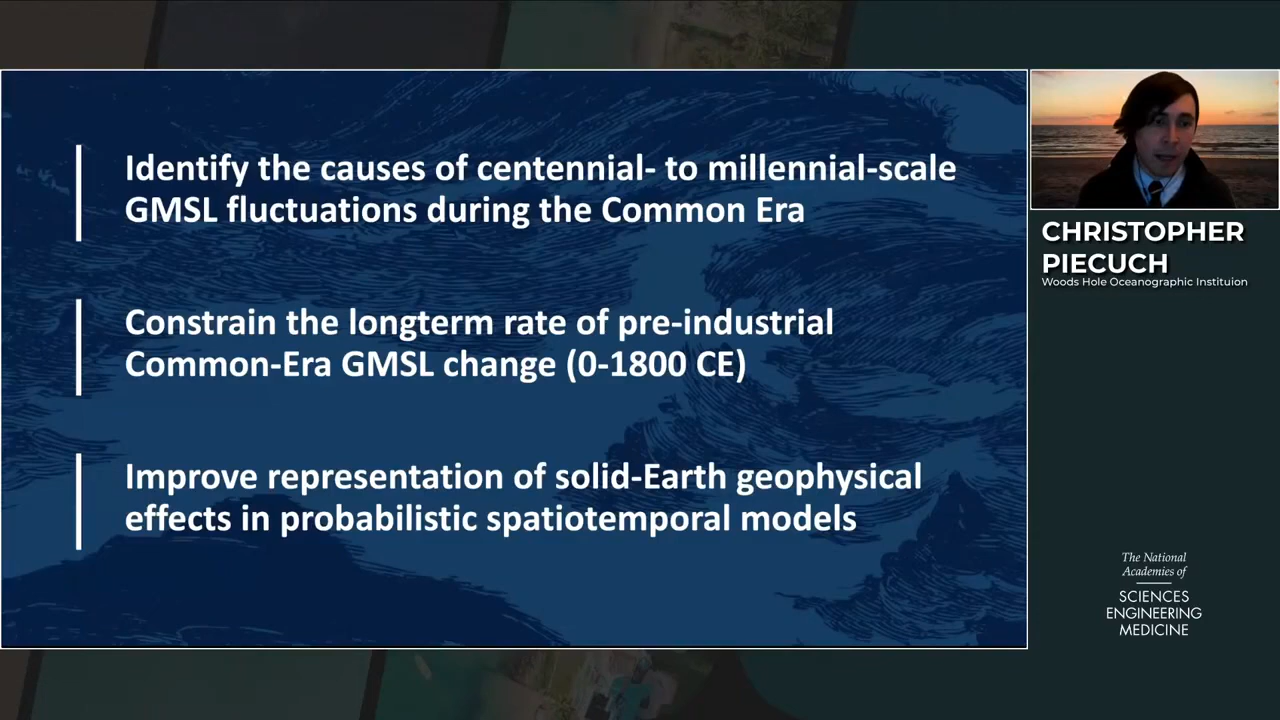 Identify the causes of centennial- to millennial-scale
GMSL fluctuations during the Common Era
Constrain the longterm rate of pre-industrial
Common-Era GMSL change (0-1800 CE)
Improve representation of solid-Earth geophysical
effects in probabilistic spatiotemporal models
CHRISTOPHER
PIECUCH
Woods Hole Oceanographic Instituion
The National
Academies of
SCIENCES
ENGINEERING
MEDICINE